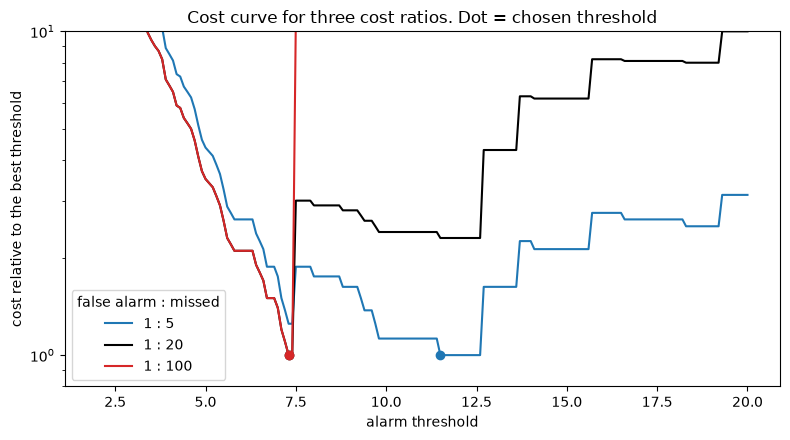 Cost curve for three cost ratios. Dot = chosen threshold
cost relative to the best threshold
10^1
10^0
false alarm : missed
1 : 5
1 : 20
1 : 100
2.5 5.0 7.5 10.0 12.5 15.0 17.5 20.0
alarm threshold